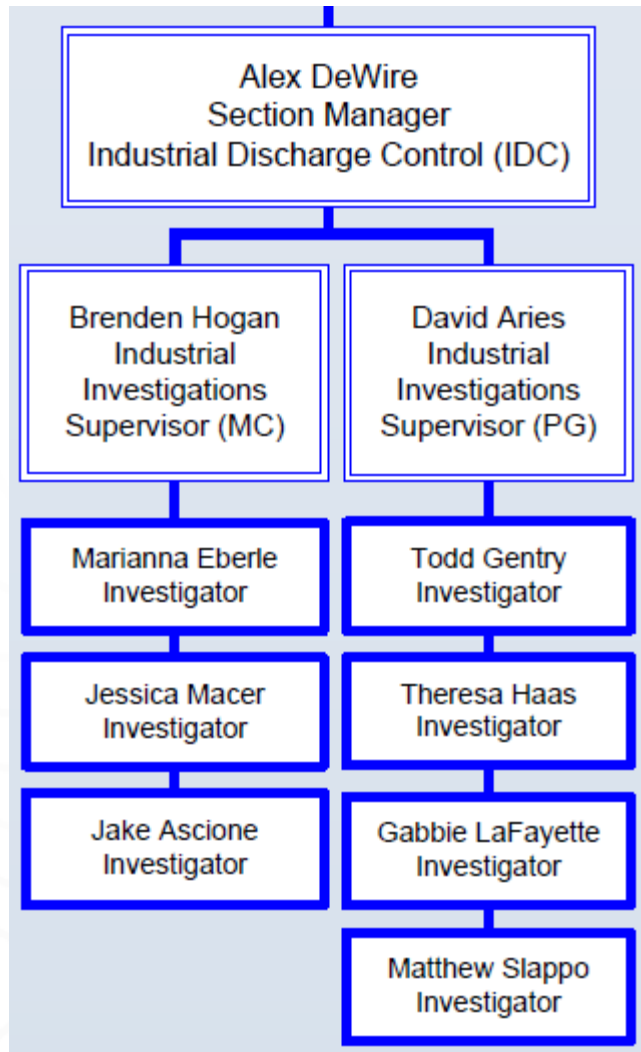 Alex DeWire
Section Manager
Industrial Discharge Control (IDC)
Brenden Hogan
Industrial
Investigations
Supervisor (MC)
David Aries
Industrial
Investigations
Supervisor (PG)
Marianna Eberle
Investigator
Jessica Macer
Investigator
Jake Ascione
Investigator
Todd Gentry
Investigator
Theresa Haas
Investigator
Gabbie LaFayette
Investigator
Matthew Slappo
Investigator